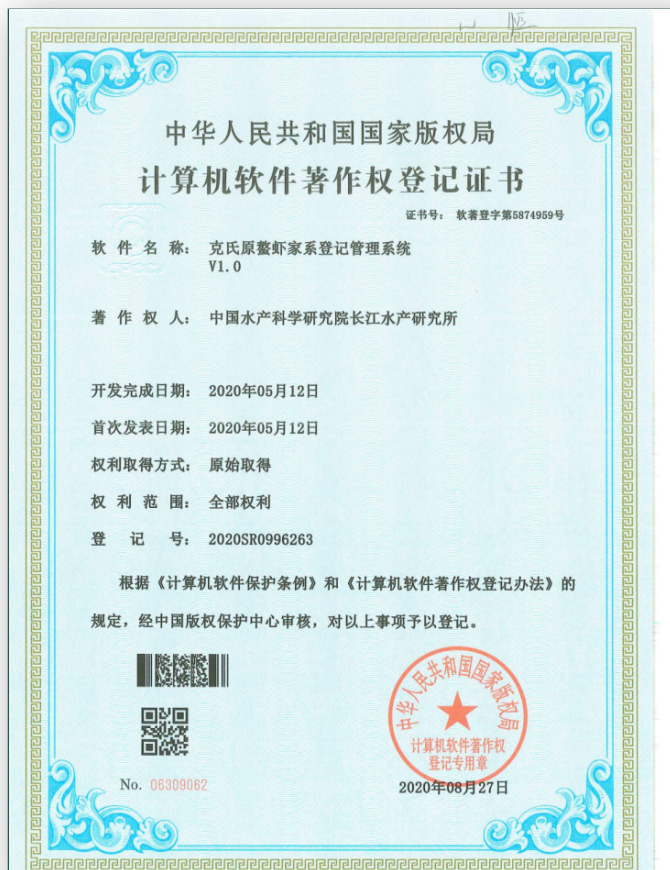 中华人民共和国国家版权局
计算机软件著作权登记证书
证书号： 软著登字第5874959号
软件名称： 克氏原螯虾家系登记管理系统
V1.0
著作权人： 中国水产科学研究院长江水产研究所
开发完成日期： 2020年05月12日
首次发表日期： 2020年05月12日
权利取得方式： 原始取得
权利范围： 全部权利
登记号： 2020SR0996263
根据《计算机软件保护条例》和《计算机软件著作权登记办法》的
规定，经中国版权保护中心审核，对以上事项予以登记。
中华人民共和国国家版权局
计算机软件著作权
登记专用章
No. 06309062
2020年08月27日